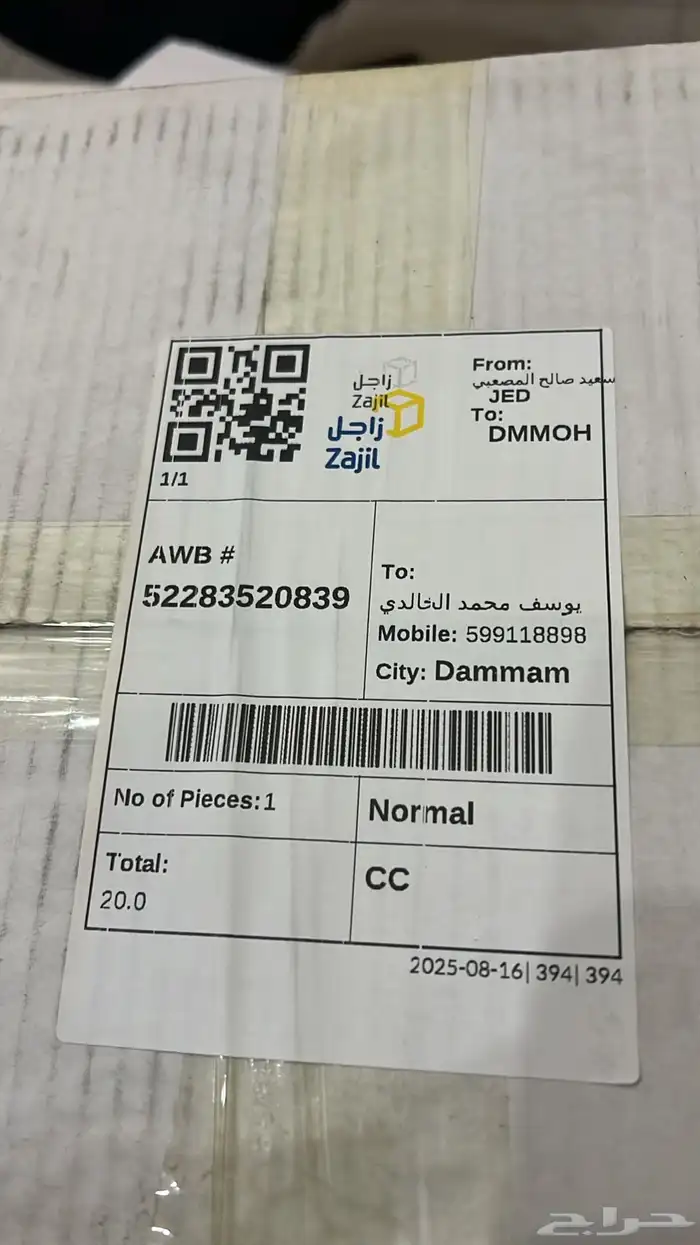 زاجل
Zajil
زاجل
Zajil
From:
سعيد صالح المصعبي
JED
To:
DMMOH
1/1
AWB #
52283520839
To:
يوسف محمد الخالدي
Mobile: 599118898
City: Dammam
No of Pieces:1
Normal
Total:
20.0
CC
2025-08-16| 394| 394
حراج